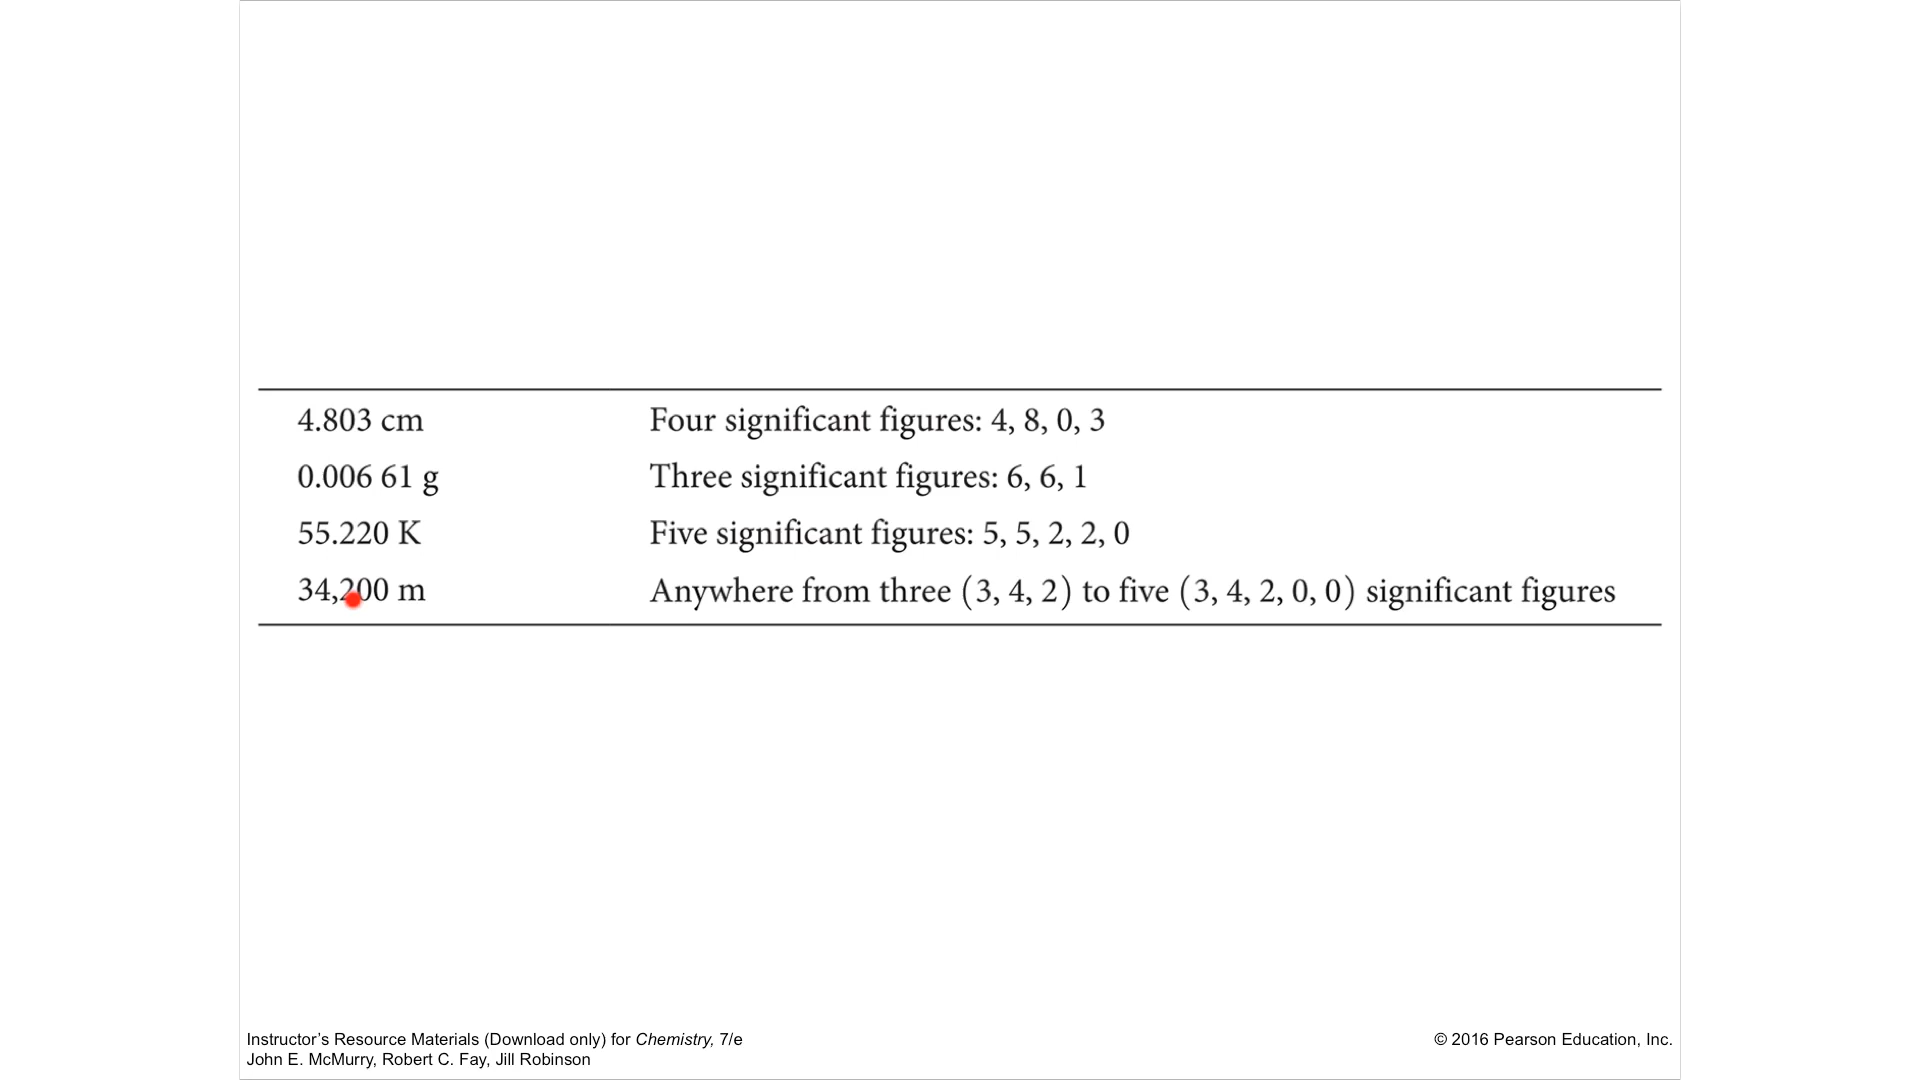 4.803 cm Four significant figures: 4, 8, 0, 3
0.006 61 g Three significant figures: 6, 6, 1
55.220 K Five significant figures: 5, 5, 2, 2, 0
34,200 m Anywhere from three (3, 4, 2) to five (3, 4, 2, 0, 0) significant figures
Instructor’s Resource Materials (Download only) for Chemistry, 7/e
John E. McMurry, Robert C. Fay, Jill Robinson
© 2016 Pearson Education, Inc.